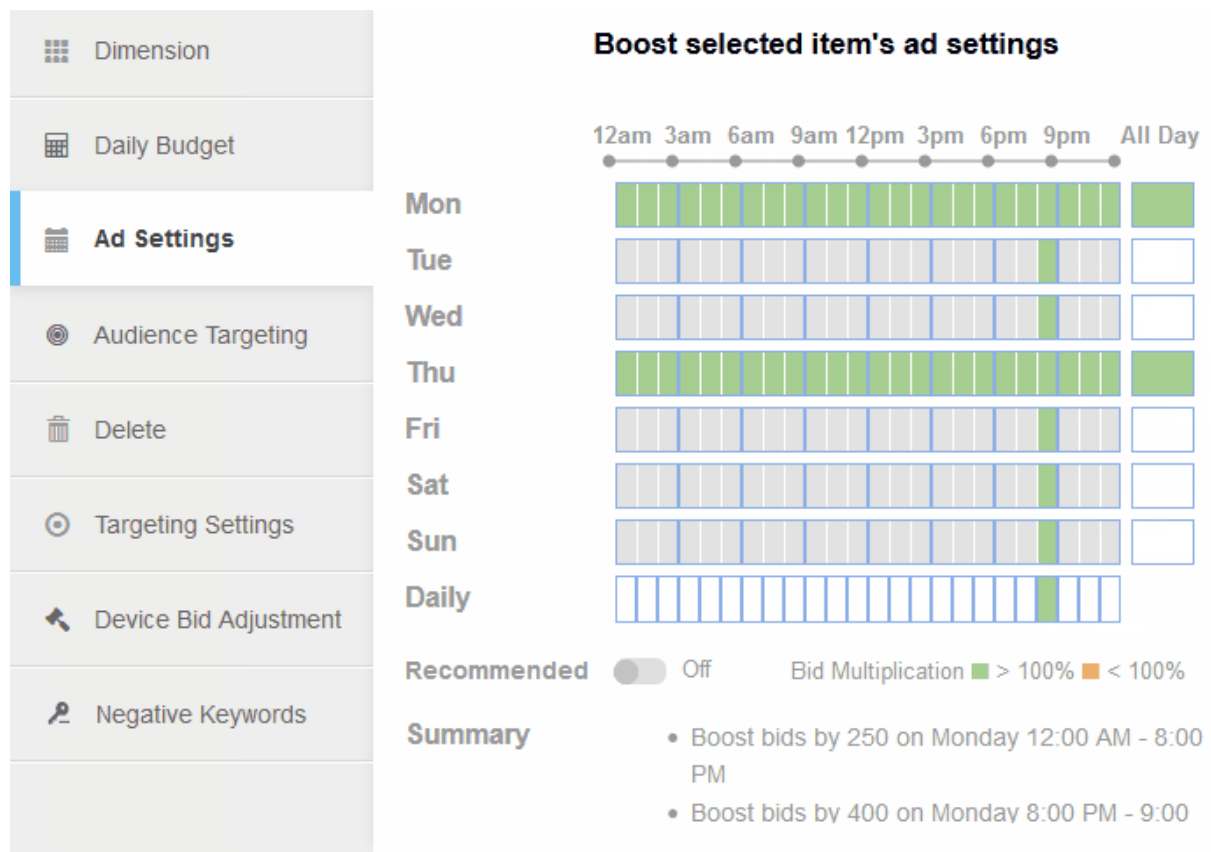 Dimension
Daily Budget
Ad Settings
Audience Targeting
Delete
Targeting Settings
Device Bid Adjustment
Negative Keywords
Boost selected item's ad settings
12am 3am 6am 9am 12pm 3pm 6pm 9pm All Day
Mon
Tue
Wed
Thu
Fri
Sat
Sun
Daily
Recommended Off Bid Multiplication > 100% < 100%
Summary
• Boost bids by 250 on Monday 12:00 AM - 8:00
PM
• Boost bids by 400 on Monday 8:00 PM - 9:00